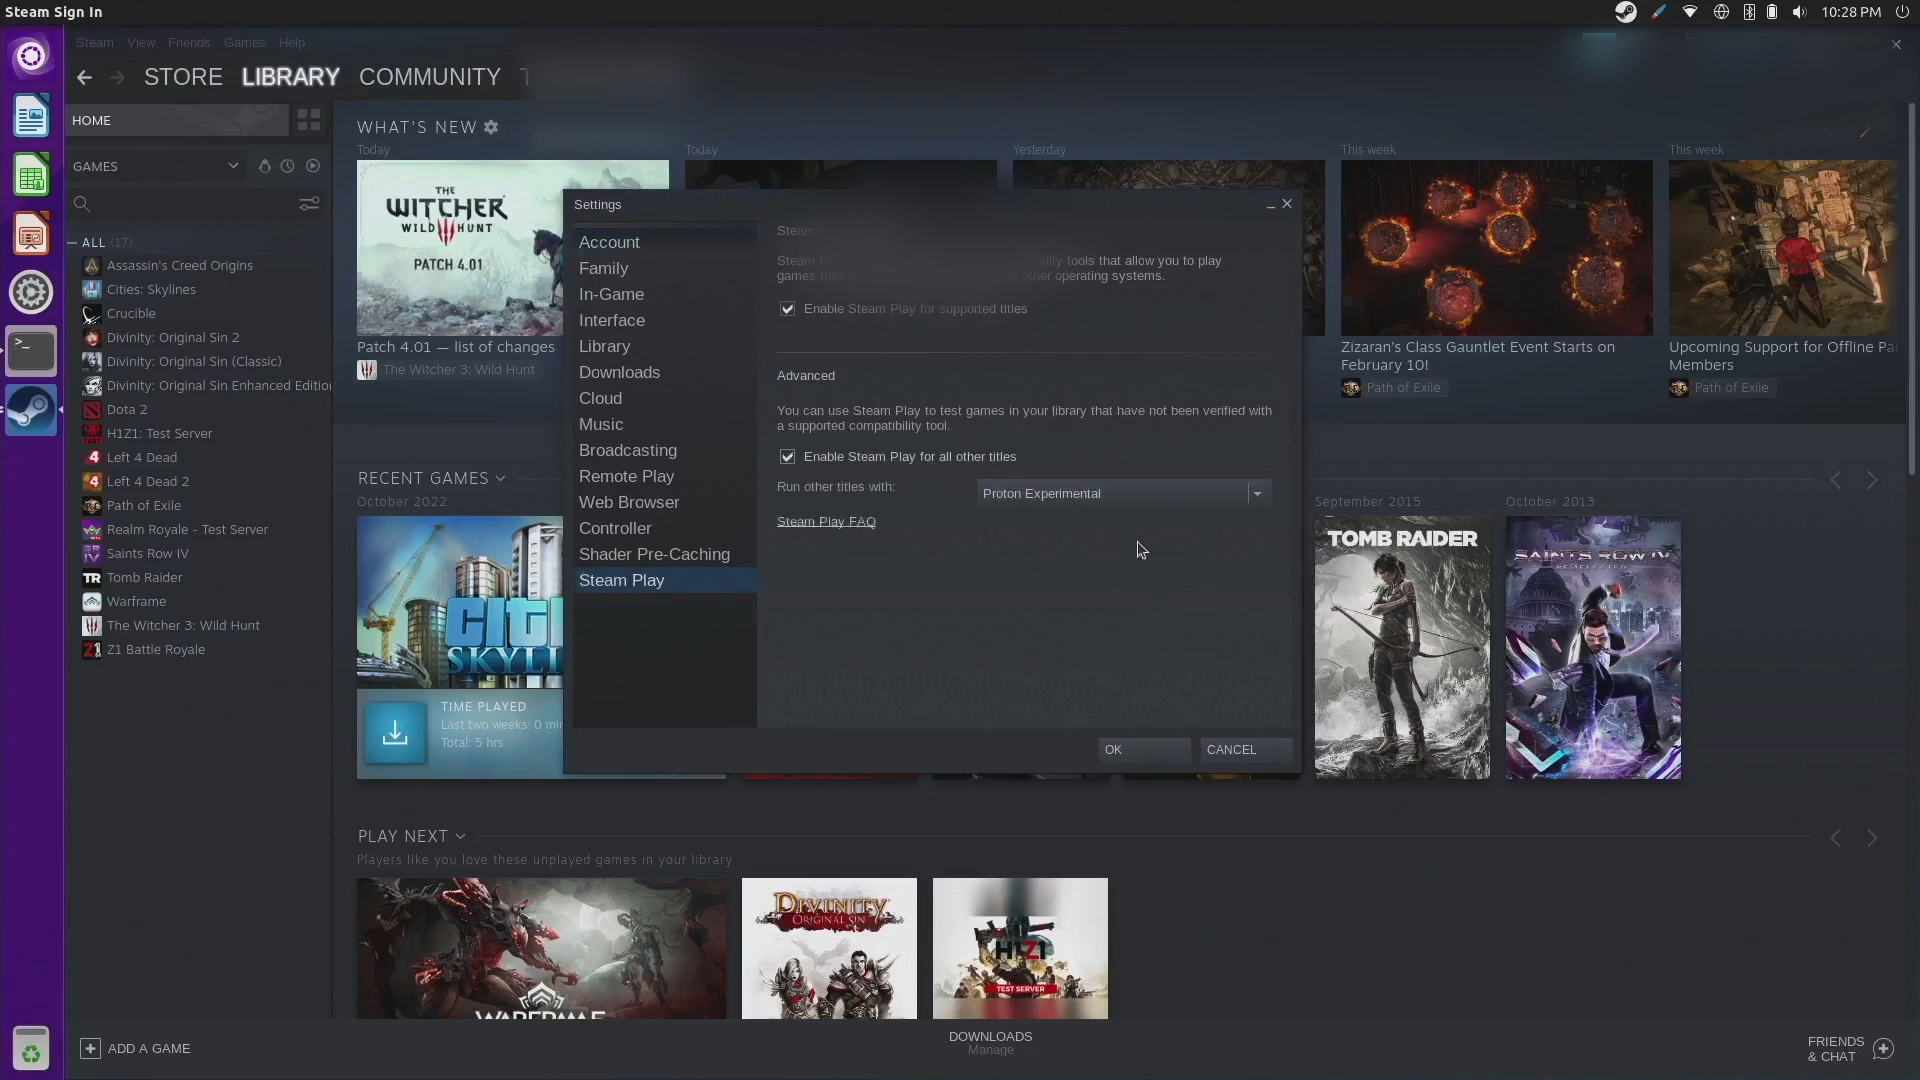 Steam Sign In
10:28 PM
Steam View Friends Games Help
STORE LIBRARY COMMUNITY
HOME
GAMES
ALL (17)
Assassin's Creed Origins
Cities: Skylines
Crucible
Divinity: Original Sin 2
Divinity: Original Sin (Classic)
Divinity: Original Sin Enhanced Edition
Dota 2
H1Z1: Test Server
Left 4 Dead
Left 4 Dead 2
Path of Exile
Realm Royale - Test Server
Saints Row IV
Tomb Raider
Warframe
The Witcher 3: Wild Hunt
Z1 Battle Royale
ADD A GAME
WHAT'S NEW
Today
Today
Yesterday
This week
This week
THE
WITCHER
WILD HUNT
PATCH 4.01
Patch 4.01 — list of changes
The Witcher 3: Wild Hunt
Zizaran's Class Gauntlet Event Starts on
February 10!
Path of Exile
Upcoming Support for Offline Pa
Members
Path of Exile
Settings
Account
Family
In-Game
Interface
Library
Downloads
Cloud
Music
Broadcasting
Remote Play
Web Browser
Controller
Shader Pre-Caching
Steam Play
Steam
Steam tools that allow you to play
games other operating systems.
Enable Steam Play for supported titles
Advanced
You can use Steam Play to test games in your library that have not been verified with
a supported compatibility tool.
Enable Steam Play for all other titles
Run other titles with:
Proton Experimental
Steam Play FAQ
OK
CANCEL
RECENT GAMES
October 2022
September 2015
October 2013
CITI
SKYLI
TIME PLAYED
Last two weeks: 0 min
Total: 5 hrs
TOMB RAIDER
SAINTS ROW IV
RE-ELECTED
PLAY NEXT
Players like you love these unplayed games in your library
WARFRAME
DIVINITY
ORIGINAL SIN
H1Z1
TEST SERVER
DOWNLOADS
Manage
FRIENDS
& CHAT